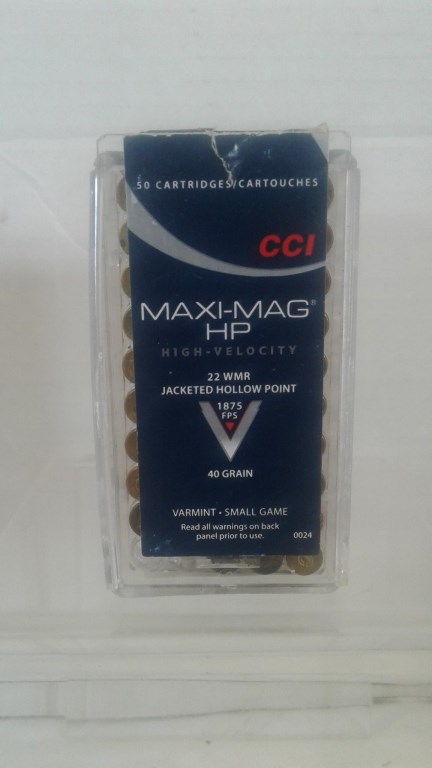 50 CARTRIDGES/CARTOUCHES
CCI
MAXI-MAG®
HP
HIGH-VELOCITY
22 WMR
JACKETED HOLLOW POINT
1875
FPS
40 GRAIN
VARMINT • SMALL GAME
Read all warnings on back
panel prior to use.
0024